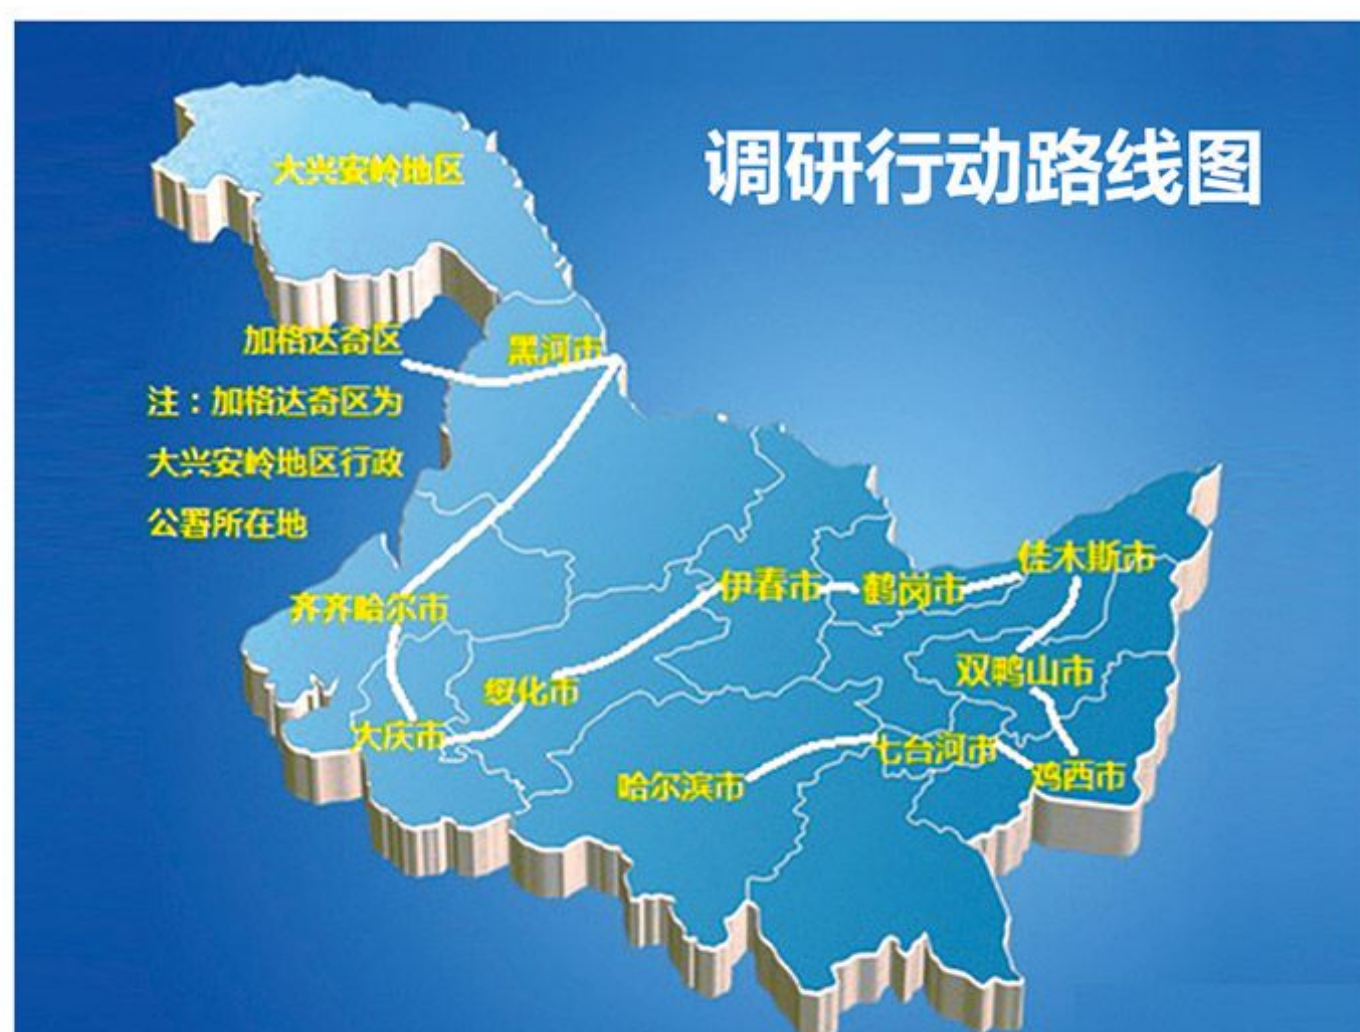 调研行动路线图
大兴安岭地区
加格达奇区
黑河市
注：加格达奇区为
大兴安岭地区行政
公署所在地
齐齐哈尔市
伊春市
鹤岗市
佳木斯市
绥化市
双鸭山市
大庆市
七台河市
哈尔滨市
鸡西市